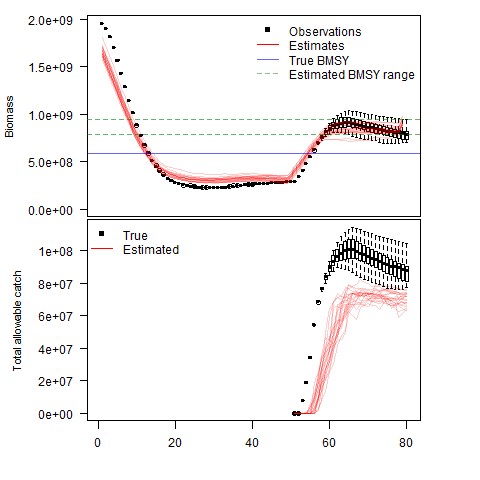 2.0e+09
1.5e+09
1.0e+09
5.0e+08
0.0e+00
Biomass
Observations
Estimates
True BMSY
Estimated BMSY range
1e+08
8e+07
6e+07
4e+07
2e+07
0e+00
Total allowable catch
True
Estimated
0
20
40
60
80